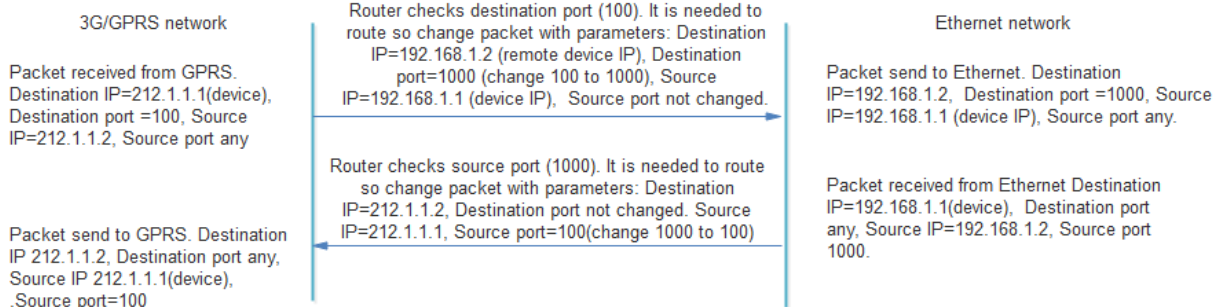 3G/GPRS network
Packet received from GPRS.
Destination IP=212.1.1.1(device),
Destination port =100, Source
IP=212.1.1.2, Source port any
Packet send to GPRS. Destination
IP 212.1.1.2, Destination port any,
Source IP 212.1.1.1(device),
.Source port=100
Router checks destination port (100). It is needed to
route so change packet with parameters: Destination
IP=192.168.1.2 (remote device IP), Destination
port=1000 (change 100 to 1000), Source
IP=192.168.1.1 (device IP),  Source port not changed.
Router checks source port (1000). It is needed to route
so change packet with parameters: Destination
IP=212.1.1.2, Destination port not changed. Source
IP=212.1.1.1, Source port=100(change 1000 to 100)
Ethernet network
Packet send to Ethernet. Destination
IP=192.168.1.2,  Destination port =1000, Source
IP=192.168.1.1 (device IP), Source port any.
Packet received from Ethernet Destination
IP=192.168.1.1(device),  Destination port
any, Source IP=192.168.1.2, Source port
1000.